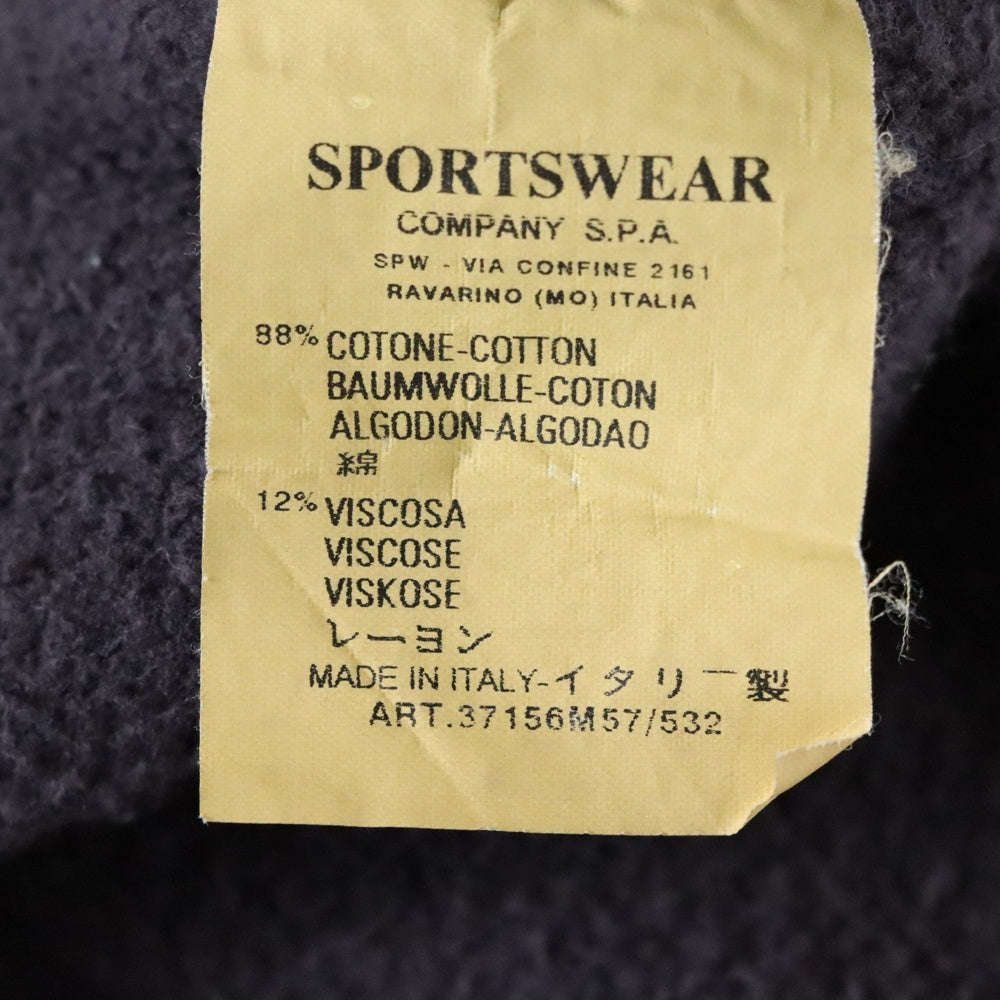 SPORTSWEAR
COMPANY S.P.A.
SPW - VIA CONFINE 2161
RAVARINO (MO) ITALIA
88% COTONE-COTTON
BAUMWOLLE-COTON
ALGODON-ALGODAO
綿
12% VISCOSA
VISCOSE
VISKOSE
レーヨン
MADE IN ITALY-イタリー製
ART.37156M57/532